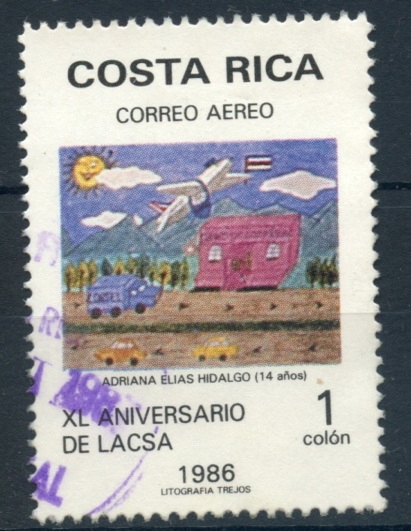 COSTA RICA
CORREO AEREO
ADRIANA ELIAS HIDALGO (14 años)
XL ANIVERSARIO
DE LACSA
1
colón
1986
LITOGRAFIA TREJOS